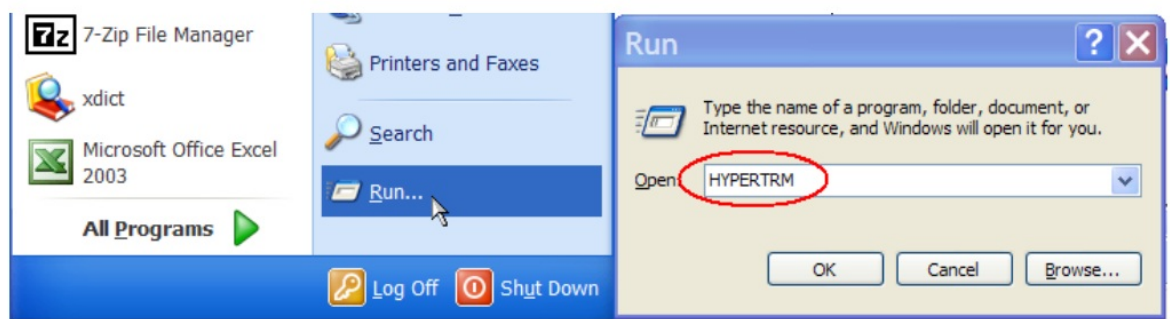 7z 7-Zip File Manager
xdict
Microsoft Office Excel
2003
All Programs
Printers and Faxes
Search
Run...
Log Off
Shut Down
Run
Type the name of a program, folder, document, or
Internet resource, and Windows will open it for you.
Open: HYPERTRM
OK
Cancel
Browse...